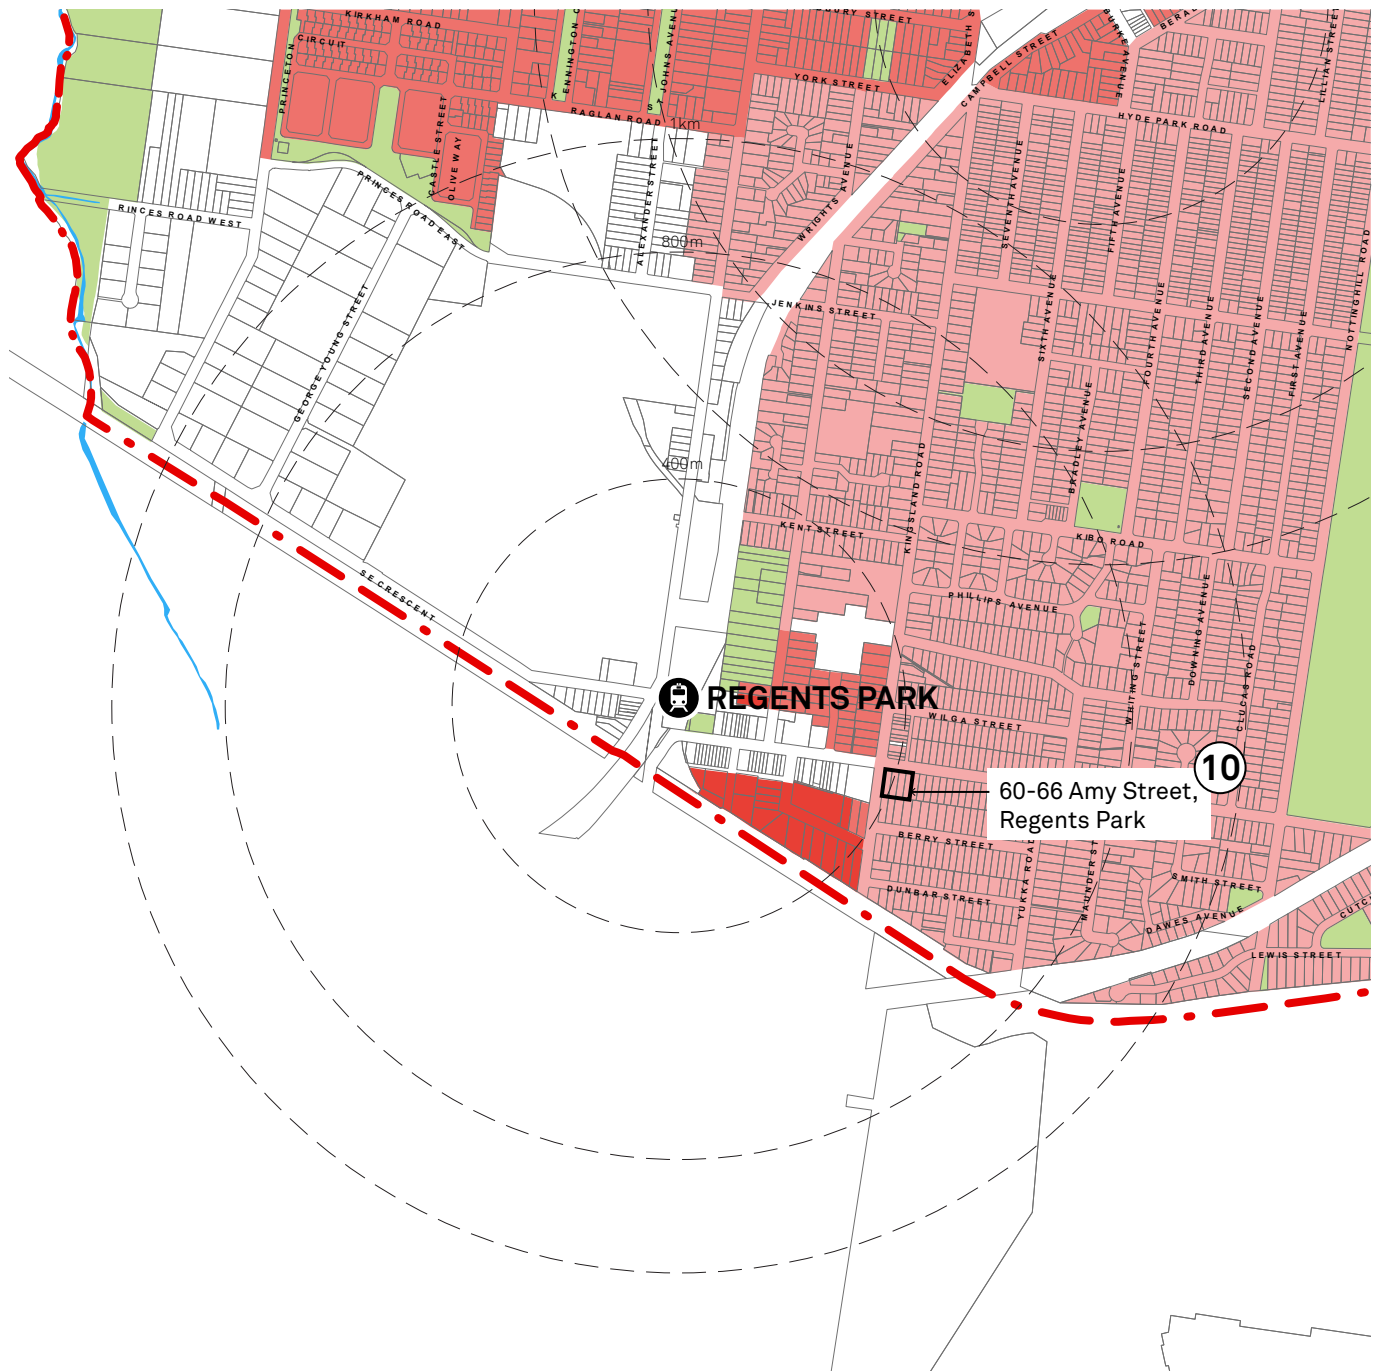 KIRKHAM ROAD
CIRCUIT
PRINCETON
YORK STREET
CAMPBELL STREET
RAGLAN ROAD
1km
HYDE PARK ROAD
CASTLE STREET
OLIVE WAY
ALEXANDER STREET
WRIGHTS AVENUE
SEVENTH AVENUE
FIFTH AVENUE
LILLIAN STREET
PRINCES ROAD EAST
RINCES ROAD WEST
800m
NOTTINGHILL ROAD
JENKINS STREET
GEORGE YOUNG STREET
SIXTH AVENUE
FOURTH AVENUE
THIRD AVENUE
SECOND AVENUE
FIRST AVENUE
BRADLEY AVENUE
400m
KINGSLAND ROAD
KENT STREET
KIBO ROAD
SE CRESCENT
PHILLIPS AVENUE
DOWNING AVENUE
WHITING STREET
CLUCAS ROAD
REGENTS PARK
WILGA STREET
10
60-66 Amy Street,
Regents Park
BERRY STREET
YUKKA ROAD
MAUNDER ST
DUNBAR STREET
SMITH STREET
DAWES AVENUE
LEWIS STREET